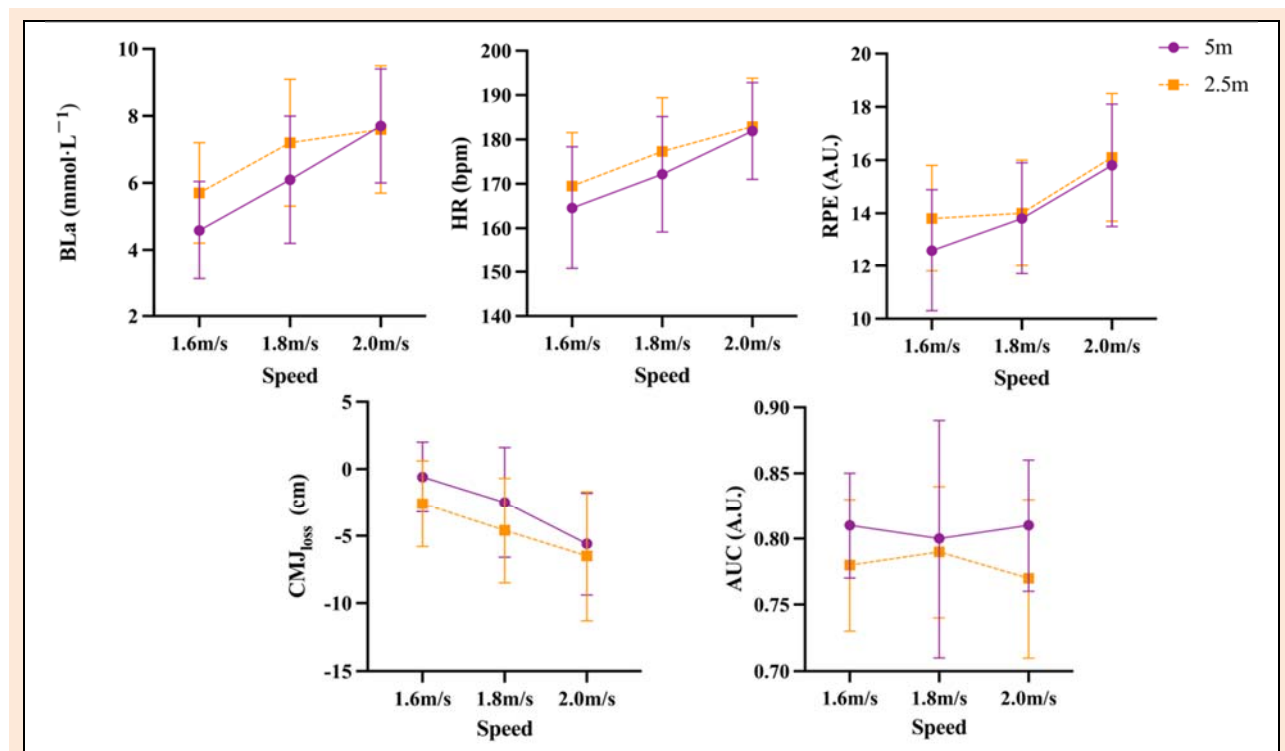 BLa (mmol·L⁻¹)
10
8
6
4
2
1.6m/s 1.8m/s 2.0m/s
Speed
HR (bpm)
200
190
180
170
160
150
140
1.6m/s 1.8m/s 2.0m/s
Speed
RPE (A.U.)
20
18
16
14
12
10
1.6m/s 1.8m/s 2.0m/s
Speed
5m
2.5m
CMJloss (cm)
5
0
-5
-10
-15
1.6m/s 1.8m/s 2.0m/s
Speed
AUC (A.U.)
0.90
0.85
0.80
0.75
0.70
1.6m/s 1.8m/s 2.0m/s
Speed